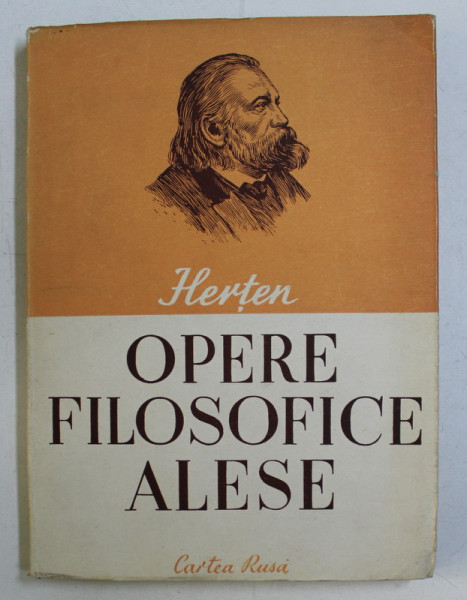 Herțen
OPERE
FILOSOFICE
ALESE
Cartea Rusă